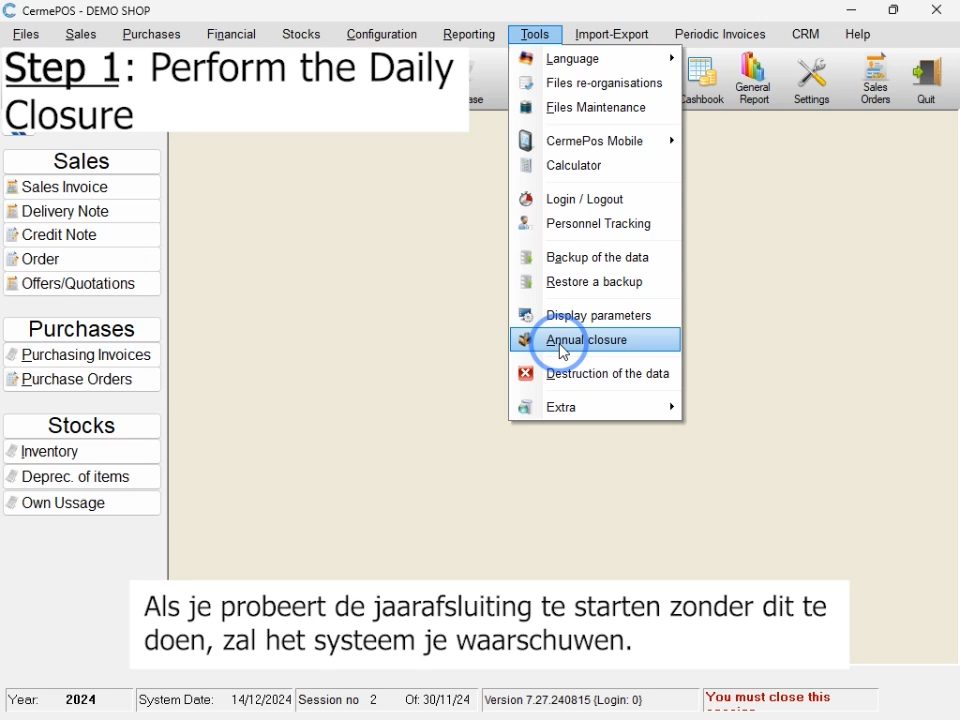 CermePOS - DEMO SHOP
Files Sales Purchases Financial Stocks Configuration Reporting Tools Import-Export Periodic Invoices CRM Help
Step 1: Perform the Daily
Closure
Cashbook
General
Report
Settings
Sales
Orders
Quit
Language
Files re-organisations
Files Maintenance
CermePos Mobile
Calculator
Login / Logout
Personnel Tracking
Backup of the data
Restore a backup
Display parameters
Annual closure
Destruction of the data
Extra
Sales
Sales Invoice
Delivery Note
Credit Note
Order
Offers/Quotations
Purchases
Purchasing Invoices
Purchase Orders
Stocks
Inventory
Deprec. of items
Own Ussage
Als je probeert de jaarafsluiting te starten zonder dit te
doen, zal het systeem je waarschuwen.
Year: 2024 System Date: 14/12/2024 Session no 2 Of: 30/11/24 Version 7.27.240815 {Login: 0} You must close this